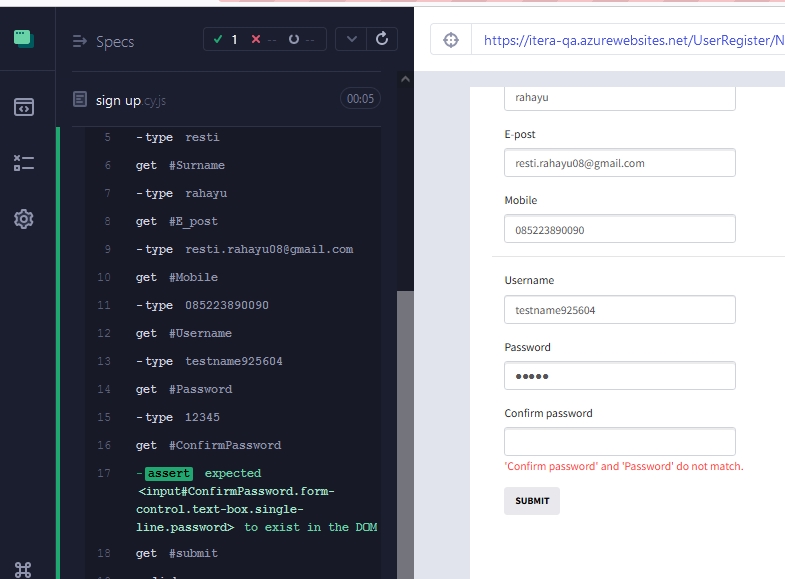 Specs
1
--
--
https://itera-qa.azurewebsites.net/UserRegister/N
sign up.cy.js
00:05
5 -type resti
6 get #Surname
7 -type rahayu
8 get #E_post
9 -type resti.rahayu08@gmail.com
10 get #Mobile
11 -type 085223890090
12 get #Username
13 -type testname925604
14 get #Password
15 -type 12345
16 get #ConfirmPassword
17 -assert expected
<input#ConfirmPassword.form-
control.text-box.single-
line.password> to exist in the DOM
18 get #submit
rahayu
E-post
resti.rahayu08@gmail.com
Mobile
085223890090
Username
testname925604
Password
•••••
Confirm password
'Confirm password' and 'Password' do not match.
SUBMIT